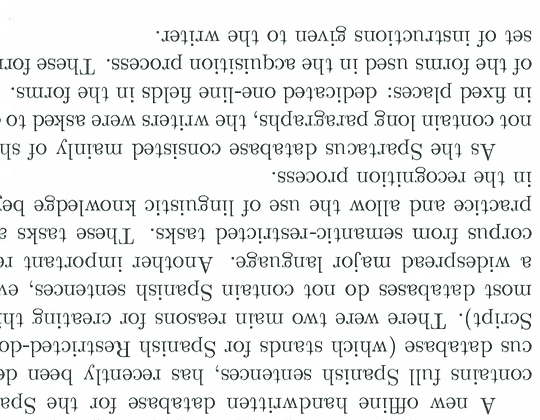 A new offline handwritten database for the Spa
contains full Spanish sentences, has recently been de
cus database (which stands for Spanish Restricted-do
Script). There were two main reasons for creating thi
most databases do not contain Spanish sentences, ev
a widespread major language. Another important re
corpus from semantic-restricted tasks. These tasks a
practice and allow the use of linguistic knowledge bey
in the recognition process.
As the Spartacus database consisted mainly of sh
not contain long paragraphs, the writers were asked to c
in fixed places: dedicated one-line fields in the forms.
of the forms used in the acquisition process. These forn
set of instructions given to the writer.